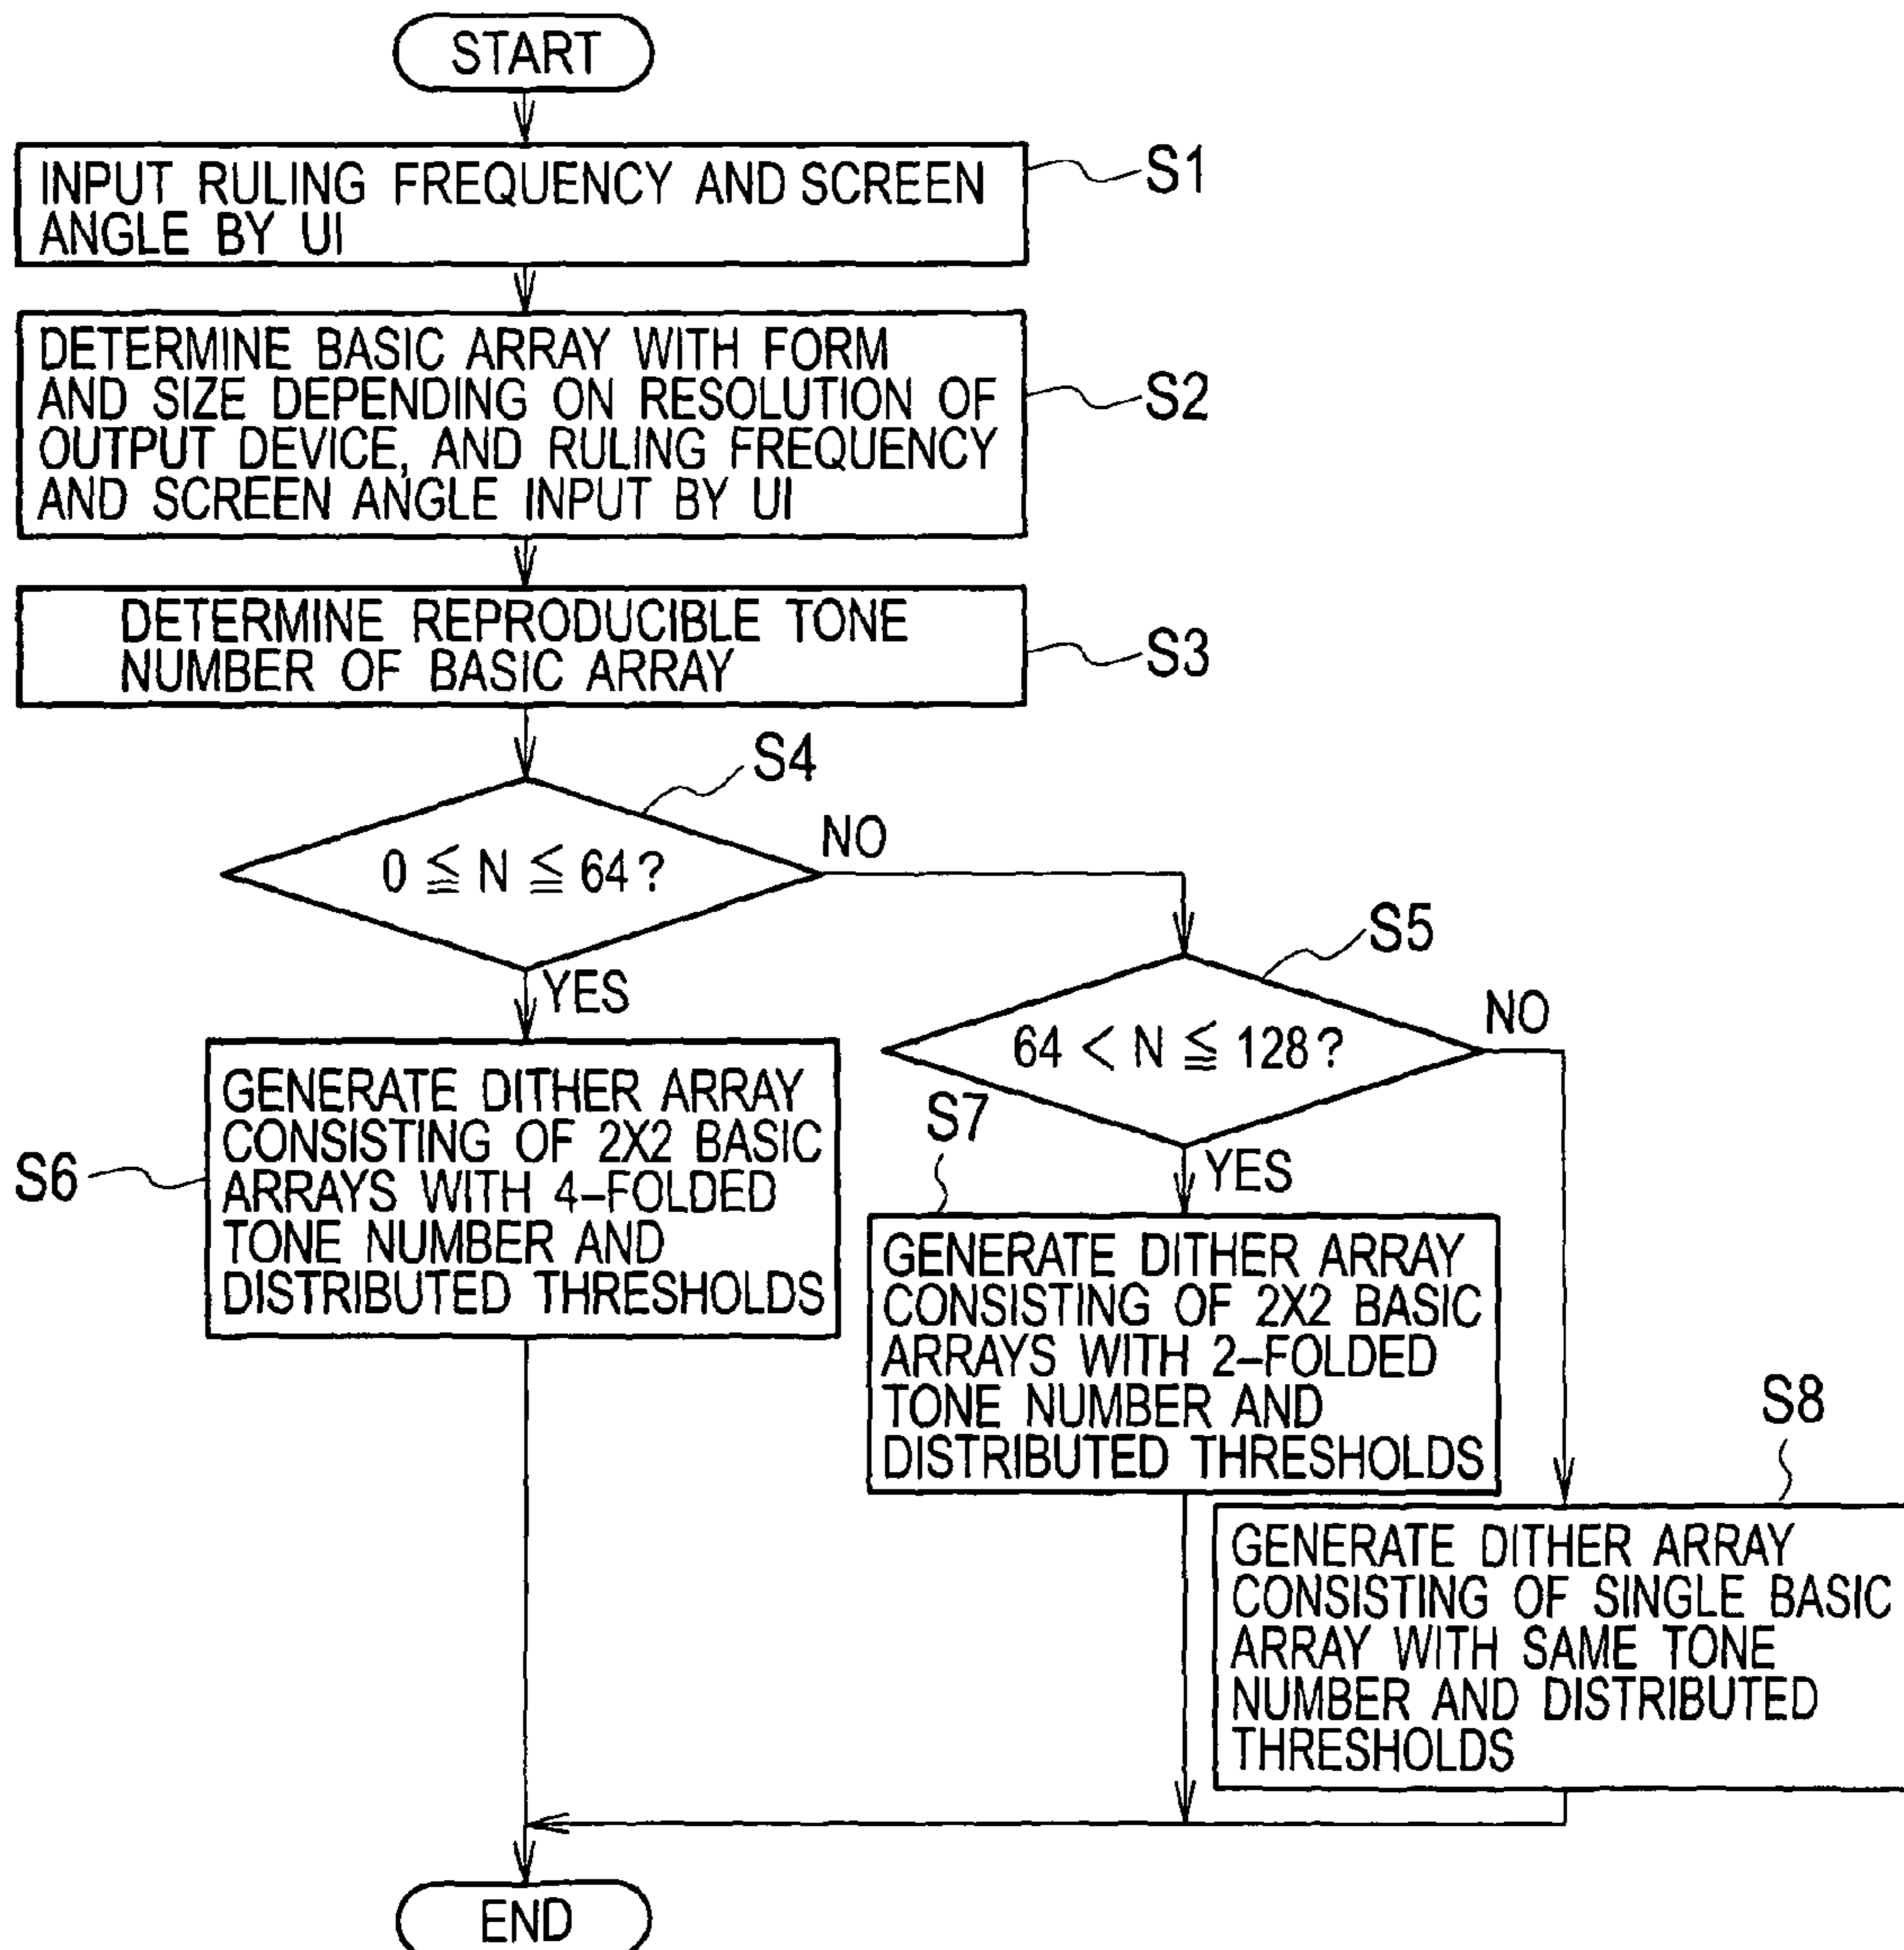 START
INPUT RULING FREQUENCY AND SCREEN
ANGLE BY UI
S1
DETERMINE BASIC ARRAY WITH FORM
AND SIZE DEPENDING ON RESOLUTION OF
OUTPUT DEVICE, AND RULING FREQUENCY
AND SCREEN ANGLE INPUT BY UI
S2
DETERMINE REPRODUCIBLE TONE
NUMBER OF BASIC ARRAY
S3
S4
0 ≦ N ≦ 64?
NO
YES
S5
64 < N ≦ 128?
NO
YES
S6
GENERATE DITHER ARRAY
CONSISTING OF 2X2 BASIC
ARRAYS WITH 4-FOLDED
TONE NUMBER AND
DISTRIBUTED THRESHOLDS
S7
GENERATE DITHER ARRAY
CONSISTING OF 2X2 BASIC
ARRAYS WITH 2-FOLDED
TONE NUMBER AND
DISTRIBUTED THRESHOLDS
S8
GENERATE DITHER ARRAY
CONSISTING OF SINGLE BASIC
ARRAY WITH SAME TONE
NUMBER AND DISTRIBUTED
THRESHOLDS
END